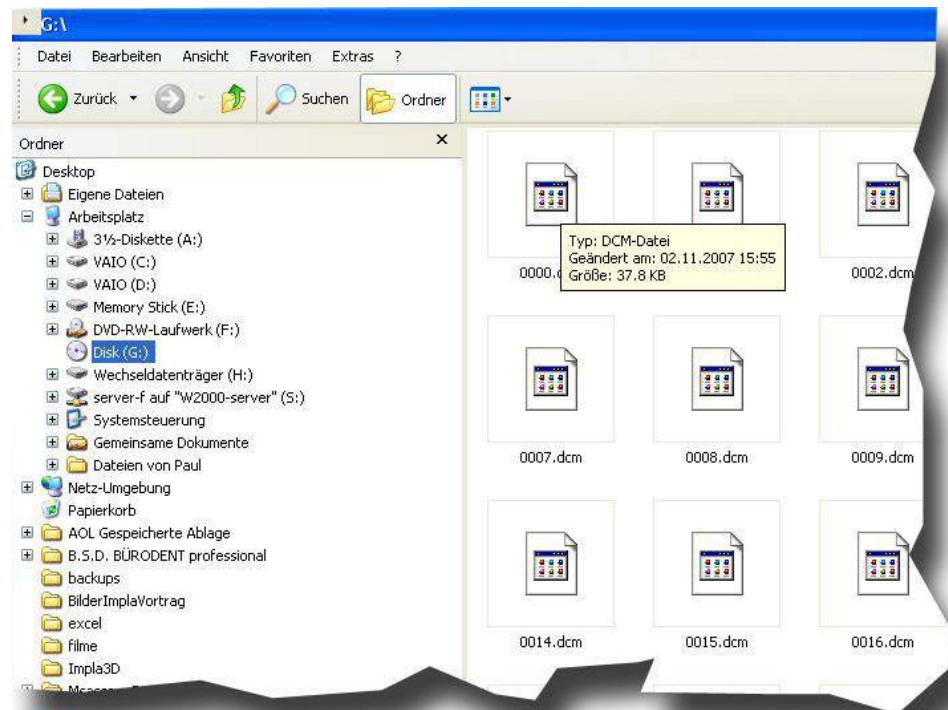 G:\
Datei Bearbeiten Ansicht Favoriten Extras ?
Zurück Suchen Ordner
Ordner
Desktop
Eigene Dateien
Arbeitsplatz
3½-Diskette (A:)
VAIO (C:)
VAIO (D:)
Memory Stick (E:)
DVD-RW-Laufwerk (F:)
Disk (G:)
Wechseldatenträger (H:)
server-f auf "W2000-server" (S:)
Systemsteuerung
Gemeinsame Dokumente
Dateien von Paul
Netz-Umgebung
Papierkorb
AOL Gespeicherte Ablage
B.S.D. BÜRODENT professional
backups
BilderImplaVortrag
excel
filme
Impla3D
Typ: DCM-Datei
Geändert am: 02.11.2007 15:55
Größe: 37.8 KB
0002.dcm
0007.dcm 0008.dcm 0009.dcm
0014.dcm 0015.dcm 0016.dcm